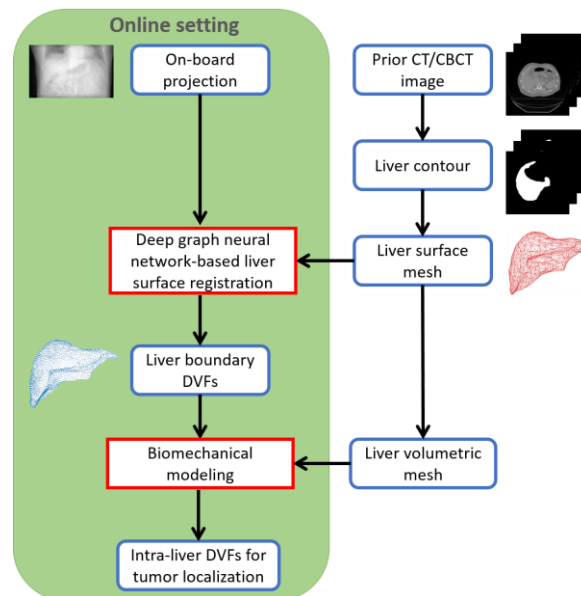 Online setting
On-board
projection
Prior CT/CBCT
image
Liver contour
Deep graph neural
network-based liver
surface registration
Liver surface
mesh
Liver boundary
DVFs
Biomechanical
modeling
Liver volumetric
mesh
Intra-liver DVFs for
tumor localization